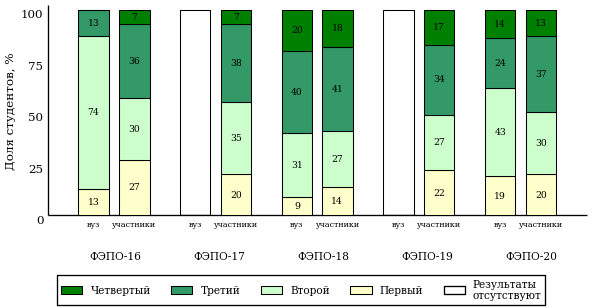 100
75
50
25
0
Доля студентов, %
13 7 7 20 18 17 14 13
74 36 38 40 41 34 24 37
13 30 35 31 27 27 43 30
27 20 9 14 22 19 20
вуз участники вуз участники вуз участники вуз участники вуз участники
ФЭПО-16 ФЭПО-17 ФЭПО-18 ФЭПО-19 ФЭПО-20
Четвертый Третий Второй Первый Результаты
отсутствуют